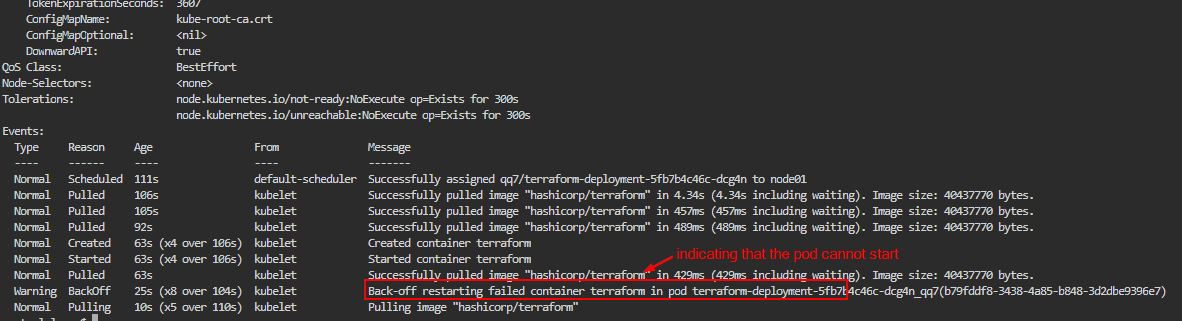 TokenExpirationSeconds: 3607
ConfigMapName: kube-root-ca.crt
ConfigMapOptional: <nil>
DownwardAPI: true
QoS Class: BestEffort
Node-Selectors: <none>
Tolerations: node.kubernetes.io/not-ready:NoExecute op=Exists for 300s
node.kubernetes.io/unreachable:NoExecute op=Exists for 300s
Events:
Type Reason Age From Message
---- ------ ---- ---- -------
Normal Scheduled 111s default-scheduler Successfully assigned qq7/terraform-deployment-5fb7b4c46c-dcg4n to node01
Normal Pulled 106s kubelet Successfully pulled image "hashicorp/terraform" in 4.34s (4.34s including waiting). Image size: 40437770 bytes.
Normal Pulled 105s kubelet Successfully pulled image "hashicorp/terraform" in 457ms (457ms including waiting). Image size: 40437770 bytes.
Normal Pulled 92s kubelet Successfully pulled image "hashicorp/terraform" in 489ms (489ms including waiting). Image size: 40437770 bytes.
Normal Created 63s (x4 over 106s) kubelet Created container terraform
indicating that the pod cannot start
Normal Started 63s (x4 over 106s) kubelet Started container terraform
Normal Pulled 63s kubelet Successfully pulled image "hashicorp/terraform" in 429ms (429ms including waiting). Image size: 40437770 bytes.
Warning BackOff 25s (x8 over 104s) kubelet Back-off restarting failed container terraform in pod terraform-deployment-5fb7b4c46c-dcg4n_qq7(b79fddf8-3438-4a85-b848-3d2dbe9396e7)
Normal Pulling 10s (x5 over 110s) kubelet Pulling image "hashicorp/terraform"